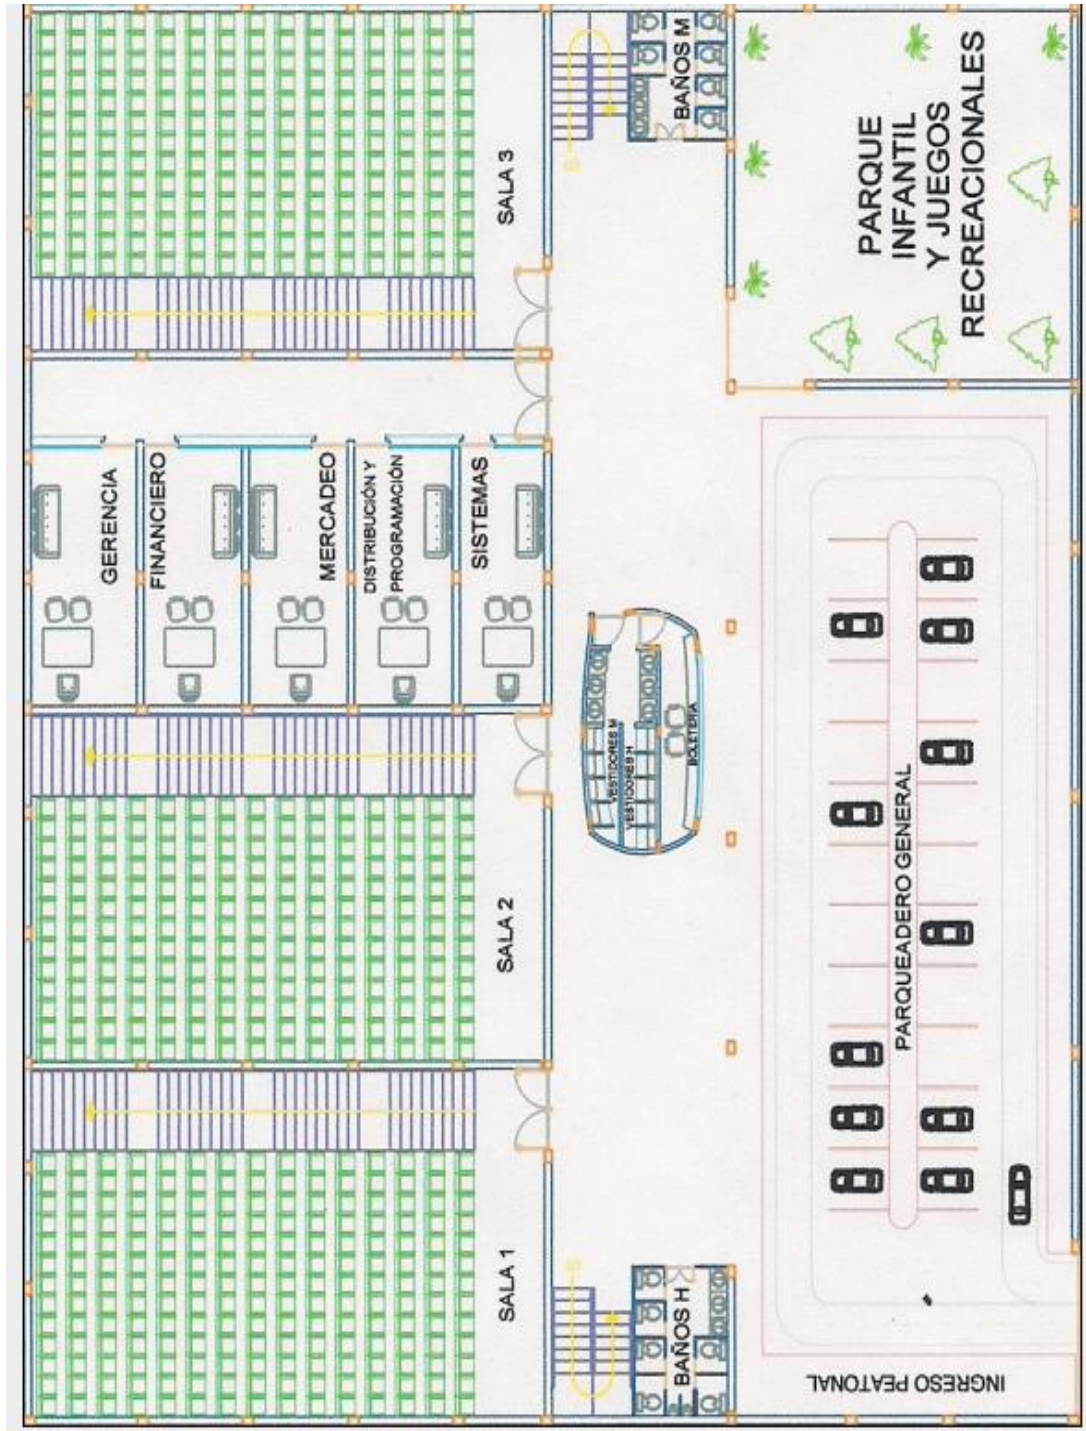 SALA 3
BAÑOS M
PARQUE
INFANTIL
Y JUEGOS
RECREACIONALES
GERENCIA
FINANCIERO
MERCADEO
DISTRIBUCIÓN Y
PROGRAMACIÓN
SISTEMAS
VESTIDORES M
VESTIDORES H
BOLETERÍA
SALA 2
PARQUEADERO GENERAL
SALA 1
BAÑOS H
INGRESO PEATONAL
S
S